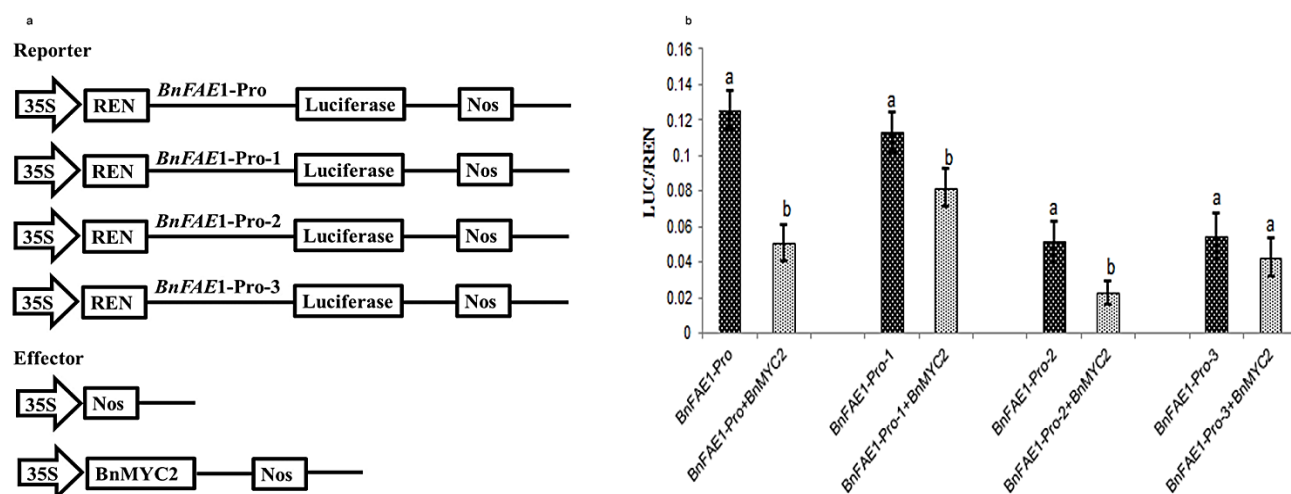 a
Reporter
35S REN BnFAE1-Pro Luciferase Nos
35S REN BnFAE1-Pro-1 Luciferase Nos
35S REN BnFAE1-Pro-2 Luciferase Nos
35S REN BnFAE1-Pro-3 Luciferase Nos
Effector
35S Nos
35S BnMYC2 Nos
b
LUC/REN
0.16
0.14
0.12
0.1
0.08
0.06
0.04
0.02
0
a
b
a
b
a
b
a
a
BnFAE1-Pro
BnFAE1-Pro+BnMYC2
BnFAE1-Pro-1
BnFAE1-Pro-1+BnMYC2
BnFAE1-Pro-2
BnFAE1-Pro-2+BnMYC2
BnFAE1-Pro-3
BnFAE1-Pro-3+BnMYC2